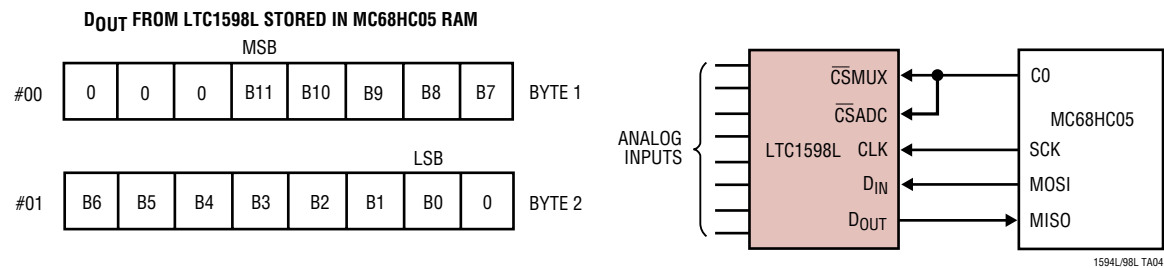 DOUT FROM LTC1598L STORED IN MC68HC05 RAM
MSB
#00 0 0 0 B11 B10 B9 B8 B7 BYTE 1
LSB
#01 B6 B5 B4 B3 B2 B1 B0 0 BYTE 2
ANALOG
INPUTS
LTC1598L
CSMUX
CSADC
CLK
DIN
DOUT
C0
MC68HC05
SCK
MOSI
MISO
1594L/98L TA04